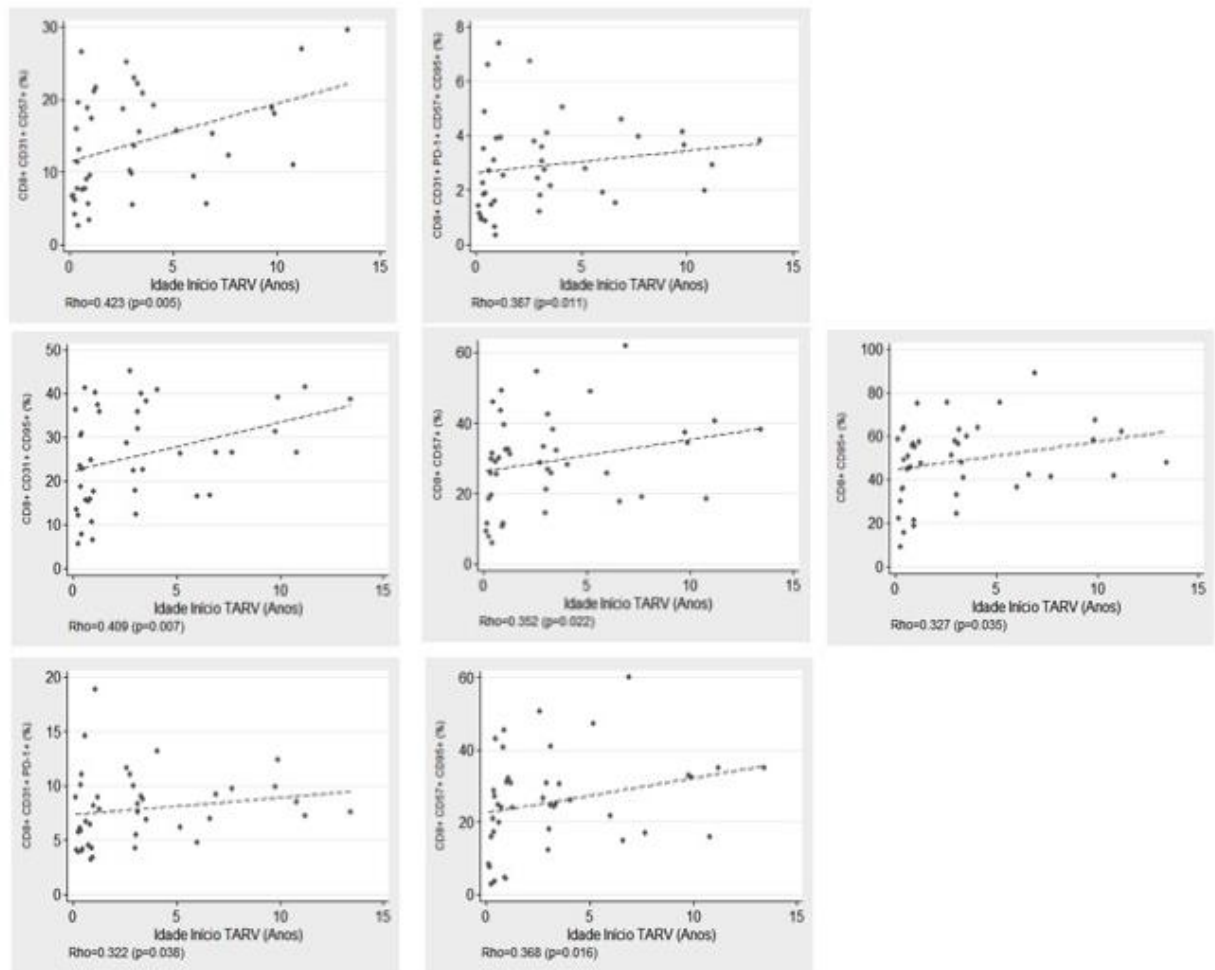 CD8+ CD31+ CD57+ (%)
30
20
10
0
0 5 10 15
Idade Início TARV (Anos)
Rho=0.423 (p=0.005)
CD8+ CD31+ PD-1+ CD57+ CD95+ (%)
8
6
4
2
0
0 5 10 15
Idade Início TARV (Anos)
Rho=0.387 (p=0.011)
CD8+ CD31+ CD95+ (%)
50
40
30
20
10
0
0 5 10 15
Idade Início TARV (Anos)
Rho=0.409 (p=0.007)
CD8+ CD57+ (%)
60
40
20
0
0 5 10 15
Idade Início TARV (Anos)
Rho=0.352 (p=0.022)
CD8+ CD95+ (%)
100
80
60
40
20
0
0 5 10 15
Idade Início TARV (Anos)
Rho=0.327 (p=0.035)
CD8+ CD31+ PD-1+ (%)
20
15
10
5
0
0 5 10 15
Idade Início TARV (Anos)
Rho=0.322 (p=0.038)
CD8+ CD57+ CD95+ (%)
60
40
20
0
0 5 10 15
Idade Início TARV (Anos)
Rho=0.368 (p=0.016)